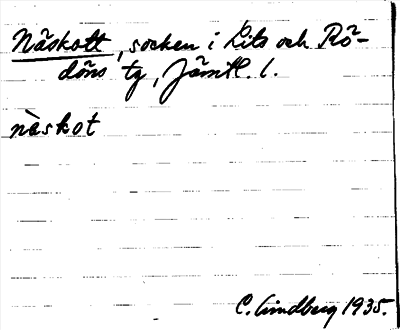 Näskott, socken i Lits och Rö-
döns tg, Jämtl. l.
näskot
C. Lindberg 1935.